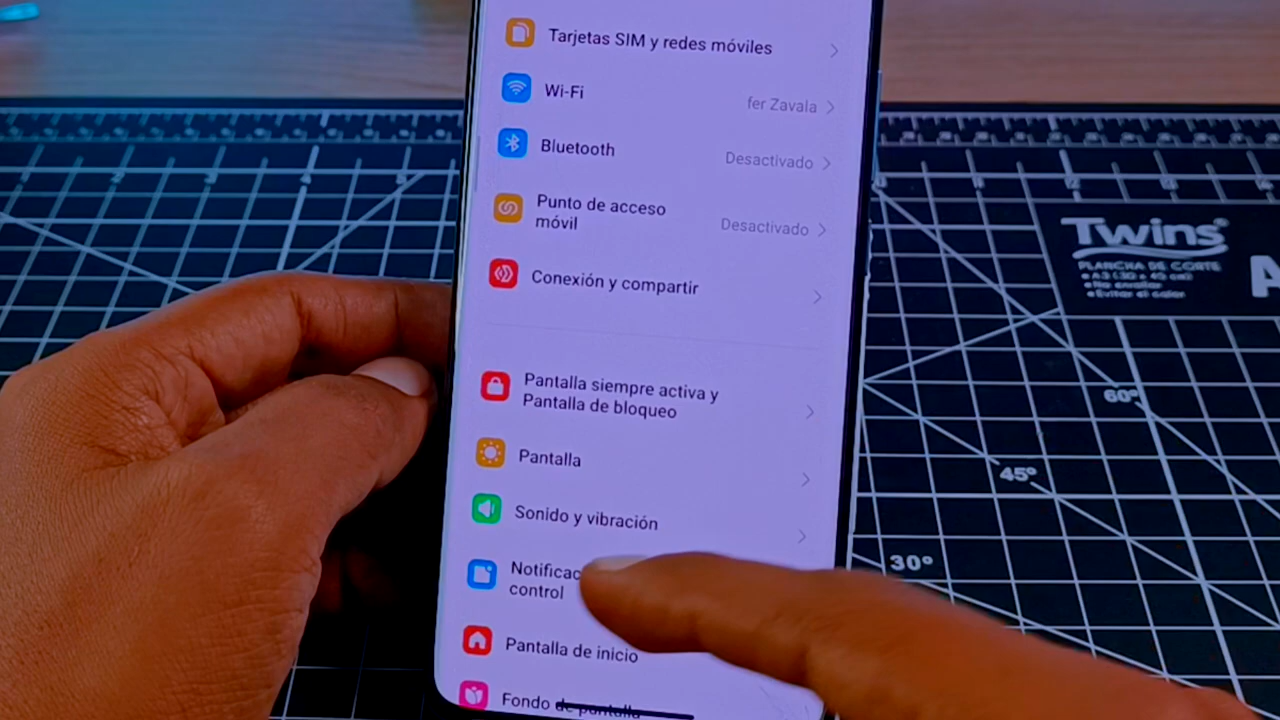 Tarjetas SIM y redes móviles
Wi-Fi
fer Zavala
Bluetooth
Desactivado
Punto de acceso
móvil
Desactivado
Conexión y compartir
Pantalla siempre activa y
Pantalla de bloqueo
Pantalla
Sonido y vibración
control
Pantalla de inicio
Fondo de pantalla
Twins®
PLANCHA DE CORTE
60°
45°
30°